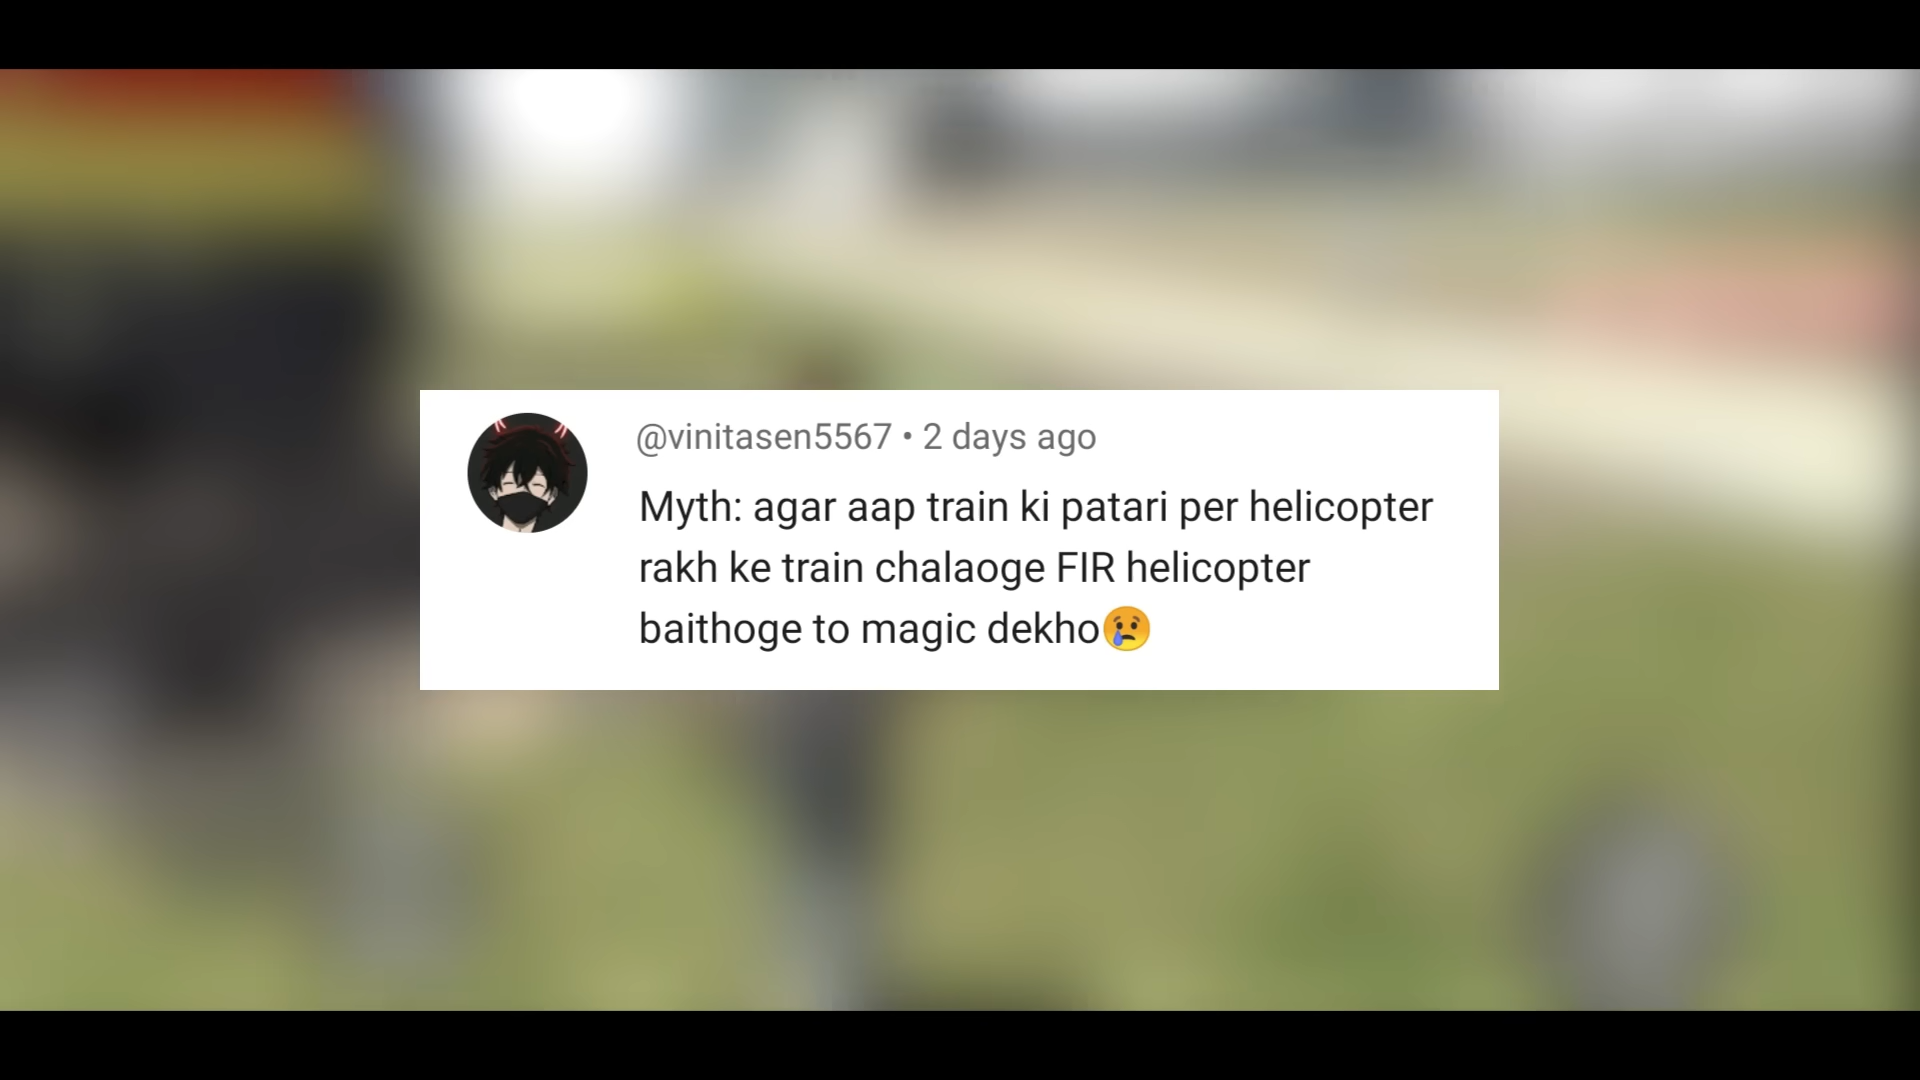 @vinitasen5567 • 2 days ago
Myth: agar aap train ki patari per helicopter
rakh ke train chalaoge FIR helicopter
baithoge to magic dekho😢